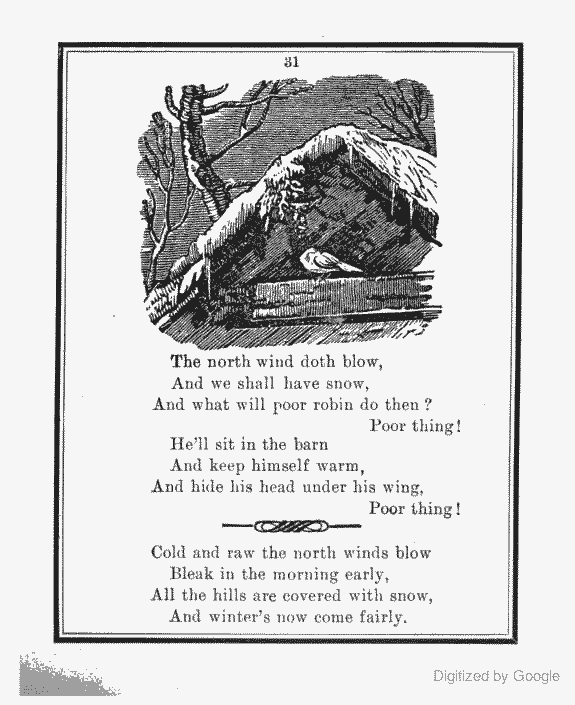 31
The north wind doth blow,
And we shall have snow,
And what will poor robin do then ?
Poor thing!
He'll sit in the barn
And keep himself warm,
And hide his head under his wing,
Poor thing!
Cold and raw the north winds blow
Bleak in the morning early,
All the hills are covered with snow,
And winter's now come fairly.
Digitized by Google